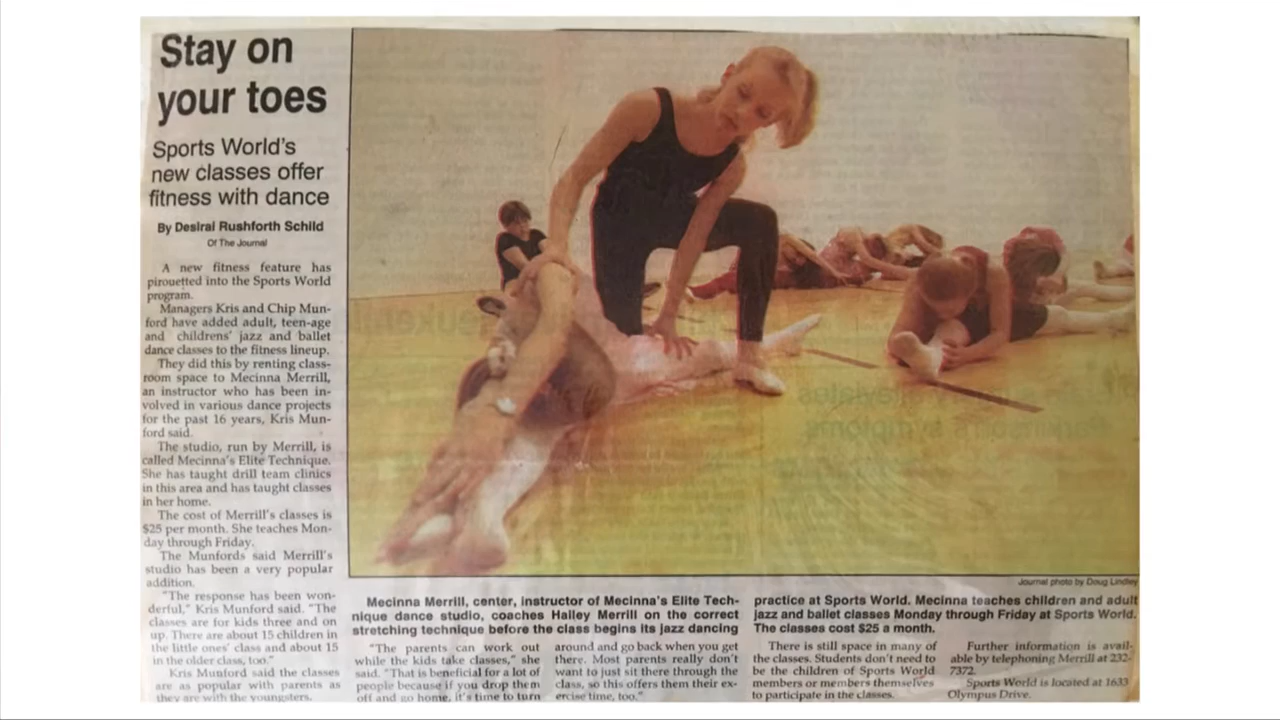 Stay on
your toes
Sports World's
new classes offer
fitness with dance
By Desirai Rushforth Schild
Of The Journal
A new fitness feature has
pirouetted into the Sports World
program.
Managers Kris and Chip Mun-
ford have added adult, teen-age
and childrens' jazz and ballet
dance classes to the fitness lineup.
They did this by renting class-
room space to Mecinna Merrill,
an instructor who has been in-
volved in various dance projects
for the past 16 years, Kris Mun-
ford said.
The studio, run by Merrill, is
called Mecinna's Elite Technique.
She has taught drill team clinics
in this area and has taught classes
in her home.
The cost of Merrill's classes is
$25 per month. She teaches Mon-
day through Friday.
The Munfords said Merrill's
studio has been a very popular
addition.
"The response has been won-
derful," Kris Munford said. "The
classes are for kids three and on
up. There are about 15 children in
the little ones' class and about 15
in the older class, too."
Kris Munford said the classes
are as popular with parents as
they are with the youngsters.
Journal photo by Doug Lindley
Mecinna Merrill, center, instructor of Mecinna's Elite Tech-
nique dance studio, coaches Hailey Merrill on the correct
stretching technique before the class begins its jazz dancing
practice at Sports World. Mecinna teaches children and adult
jazz and ballet classes Monday through Friday at Sports World.
The classes cost $25 a month.
"The parents can work out
while the kids take classes," she
said. "That is beneficial for a lot of
people because if you drop them
off and go home, it's time to turn
around and go back when you get
there. Most parents really don't
want to just sit there through the
class, so this offers them their ex-
ercise time, too."
There is still space in many of
the classes. Students don't need to
be the children of Sports World
members or members themselves
to participate in the classes.
Further information is avail-
able by telephoning Merrill at 232-
7372.
Sports World is located at 1633
Olympus Drive.